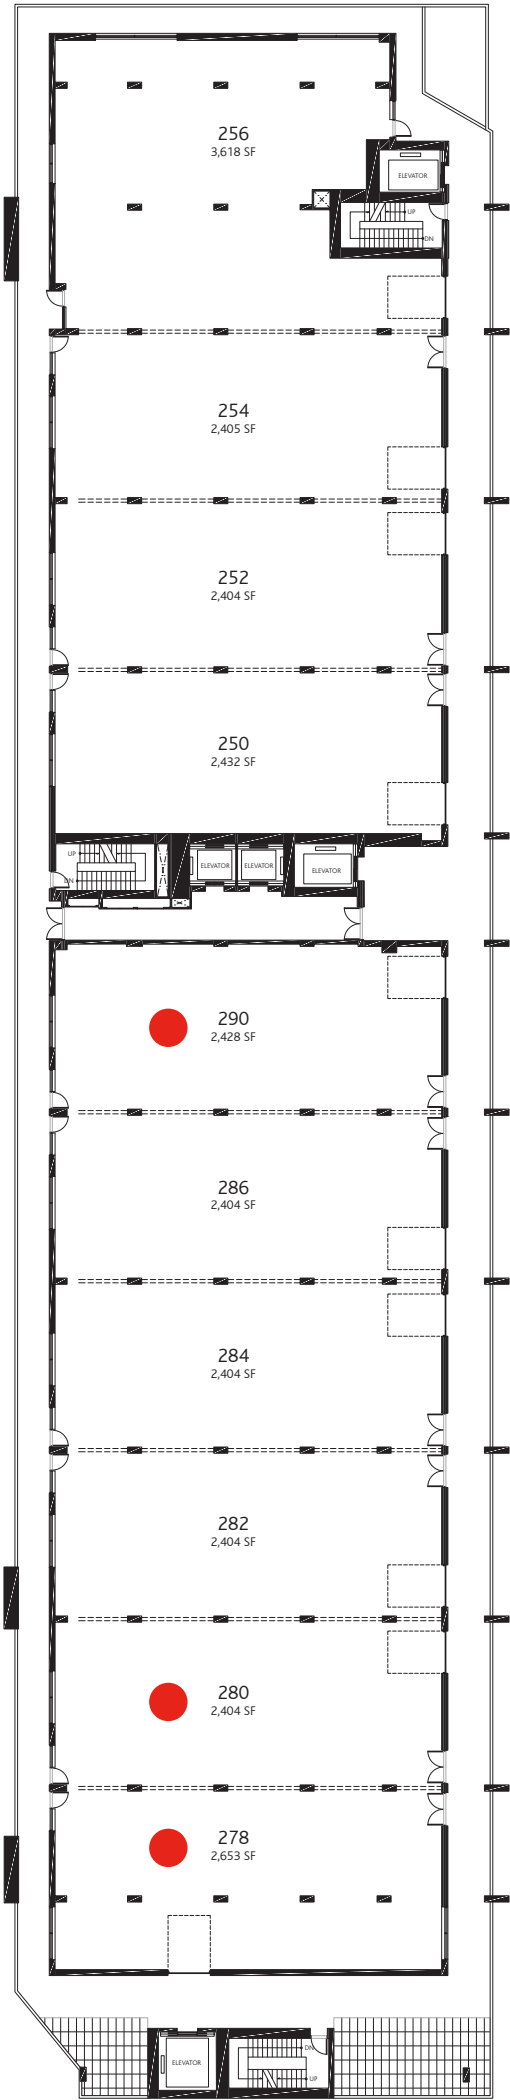 256
3,618 SF
ELEVATOR
UP
DN
254
2,405 SF
252
2,404 SF
250
2,432 SF
UP
DN
ELEVATOR
ELEVATOR
ELEVATOR
290
2,428 SF
286
2,404 SF
284
2,404 SF
282
2,404 SF
280
2,404 SF
278
2,653 SF
ELEVATOR
DN
UP